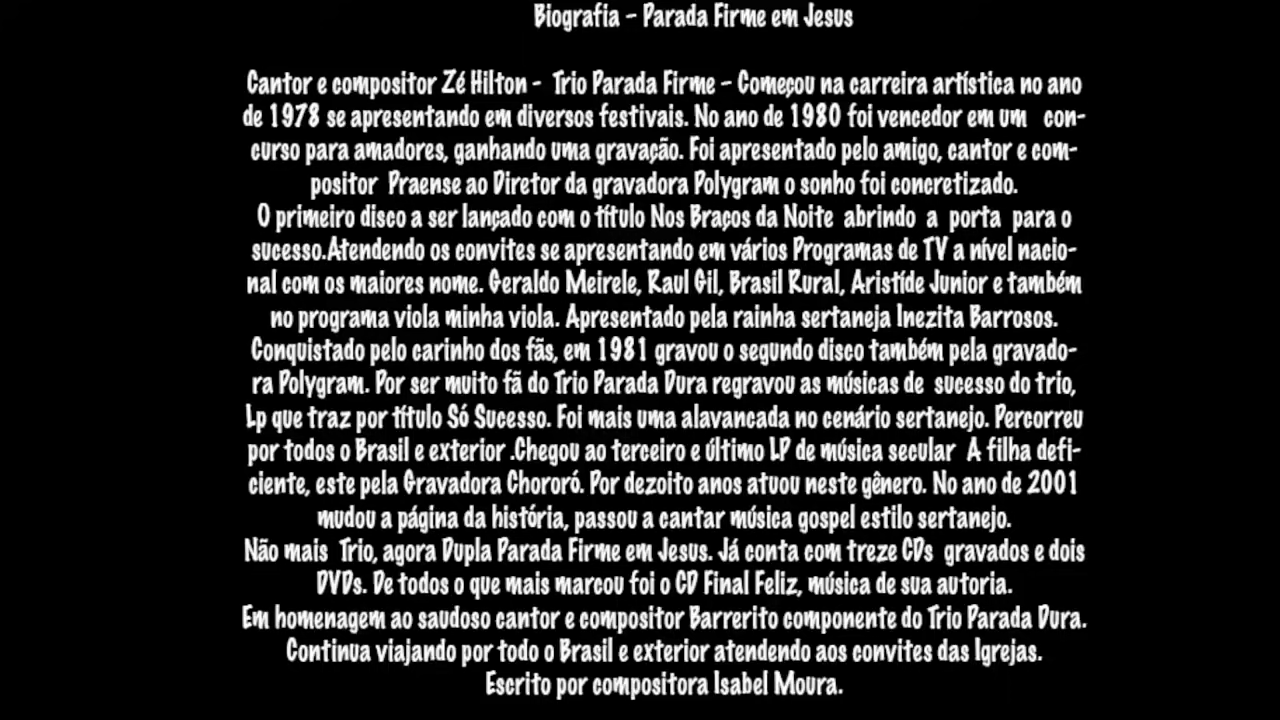 Biografia – Parada Firme em Jesus
Cantor e compositor Zé Hilton - Trio Parada Firme – Começou na carreira artística no ano
de 1978 se apresentando em diversos festivais. No ano de 1980 foi vencedor em um con-
curso para amadores, ganhando uma gravação. Foi apresentado pelo amigo, cantor e com-
positor Praense ao Diretor da gravadora Polygram o sonho foi concretizado.
O primeiro disco a ser lançado com o título Nos Braços da Noite abrindo a porta para o
sucesso.Atendendo os convites se apresentando em vários Programas de TV a nível nacio-
nal com os maiores nome. Geraldo Meirele, Raul Gil, Brasil Rural, Aristíde Junior e também
no programa viola minha viola. Apresentado pela rainha sertaneja Inezita Barrosos.
Conquistado pelo carinho dos fãs, em 1981 gravou o segundo disco também pela gravado-
ra Polygram. Por ser muito fã do Trio Parada Dura regravou as músicas de sucesso do trio,
Lp que traz por título Só Sucesso. Foi mais uma alavancada no cenário sertanejo. Percorreu
por todos o Brasil e exterior .Chegou ao terceiro e último LP de música secular A filha defi-
ciente, este pela Gravadora Chororó. Por dezoito anos atuou neste gênero. No ano de 2001
mudou a página da história, passou a cantar música gospel estilo sertanejo.
Não mais Trio, agora Dupla Parada Firme em Jesus. Já conta com treze CDs gravados e dois
DVDs. De todos o que mais marcou foi o CD Final Feliz, música de sua autoria.
Em homenagem ao saudoso cantor e compositor Barrerito componente do Trio Parada Dura.
Continua viajando por todo o Brasil e exterior atendendo aos convites das Igrejas.
Escrito por compositora Isabel Moura.